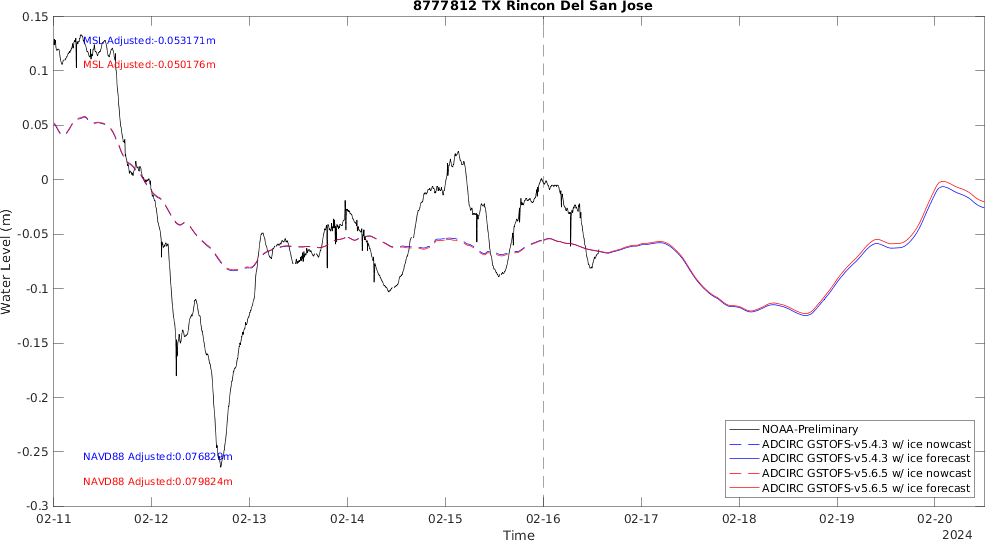 8777812 TX Rincon Del San Jose
Water Level (m)
0.15
0.1
0.05
0
-0.05
-0.1
-0.15
-0.2
-0.25
-0.3
MSL Adjusted:-0.053171m
MSL Adjusted:-0.050176m
NAVD88 Adjusted:0.076829m
NAVD88 Adjusted:0.079824m
NOAA-Preliminary
ADCIRC GSTOFS-v5.4.3 w/ ice nowcast
ADCIRC GSTOFS-v5.4.3 w/ ice forecast
ADCIRC GSTOFS-v5.6.5 w/ ice nowcast
ADCIRC GSTOFS-v5.6.5 w/ ice forecast
02-11 02-12 02-13 02-14 02-15 02-16 02-17 02-18 02-19 02-20
Time
2024